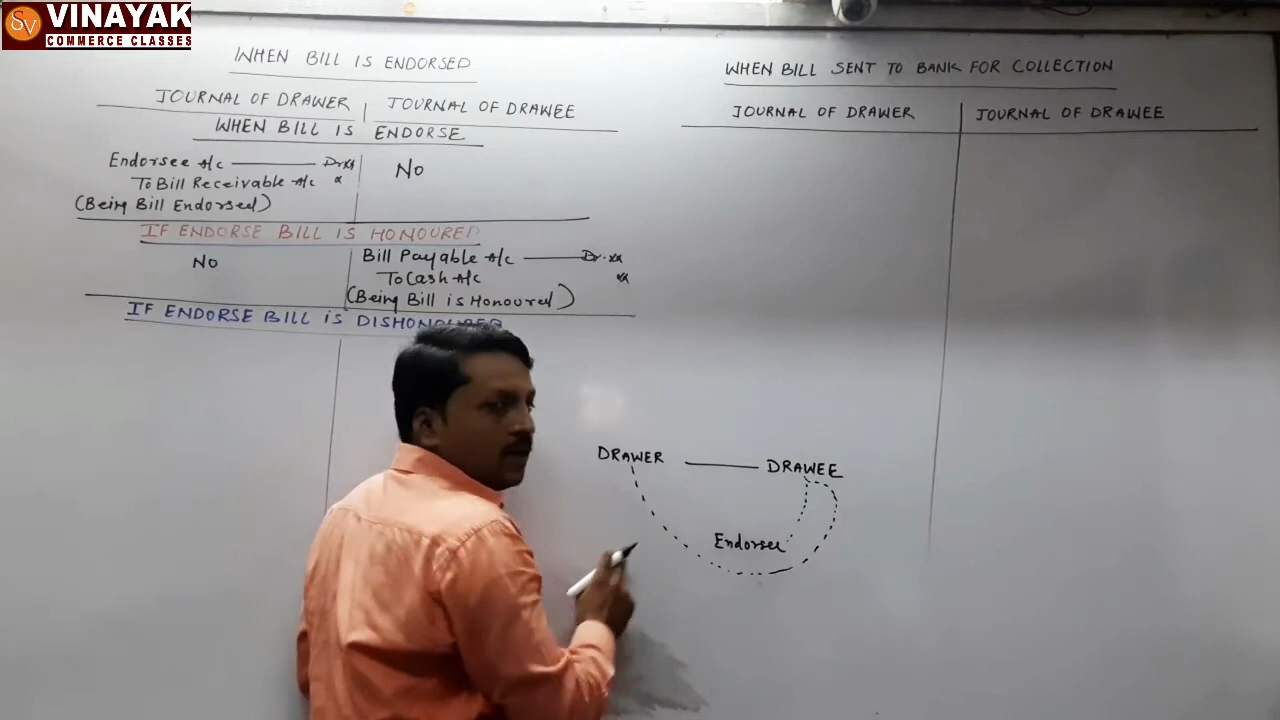 VINAYAK
COMMERCE CLASSES
WHEN BILL IS ENDORSED
JOURNAL OF DRAWER
JOURNAL OF DRAWEE
WHEN BILL IS ENDORSE
Endorsee A/c Dr. xx
To Bill Receivable A/c x
(Being Bill Endorsed)
No
IF ENDORSE BILL IS HONOURED
No
Bill Payable A/c Dr. xx
To Cash A/c xx
(Being Bill is Honoured)
IF ENDORSE BILL is DISHONOURED
WHEN BILL SENT TO BANK FOR COLLECTION
JOURNAL OF DRAWER
JOURNAL OF DRAWEE
DRAWER
DRAWEE
Endorsee